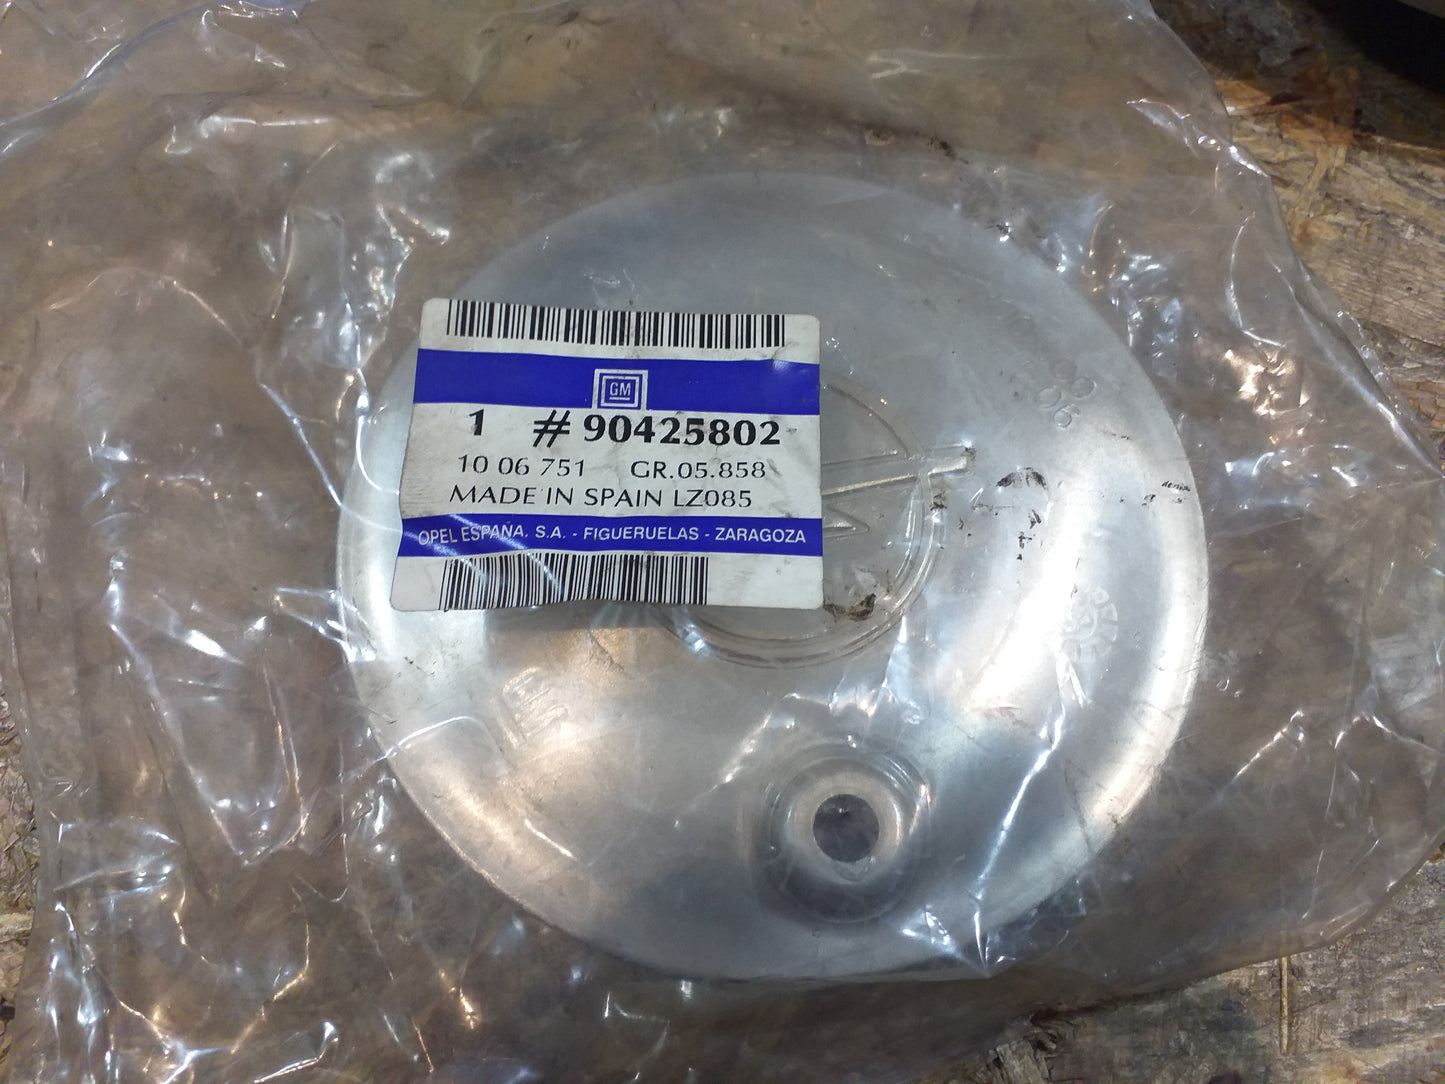 GM
1 # 90425802
10 06 751 GR.05.858
MADE IN SPAIN LZ085
OPEL ESPAÑA. S.A. - FIGUERUELAS - ZARAGOZA